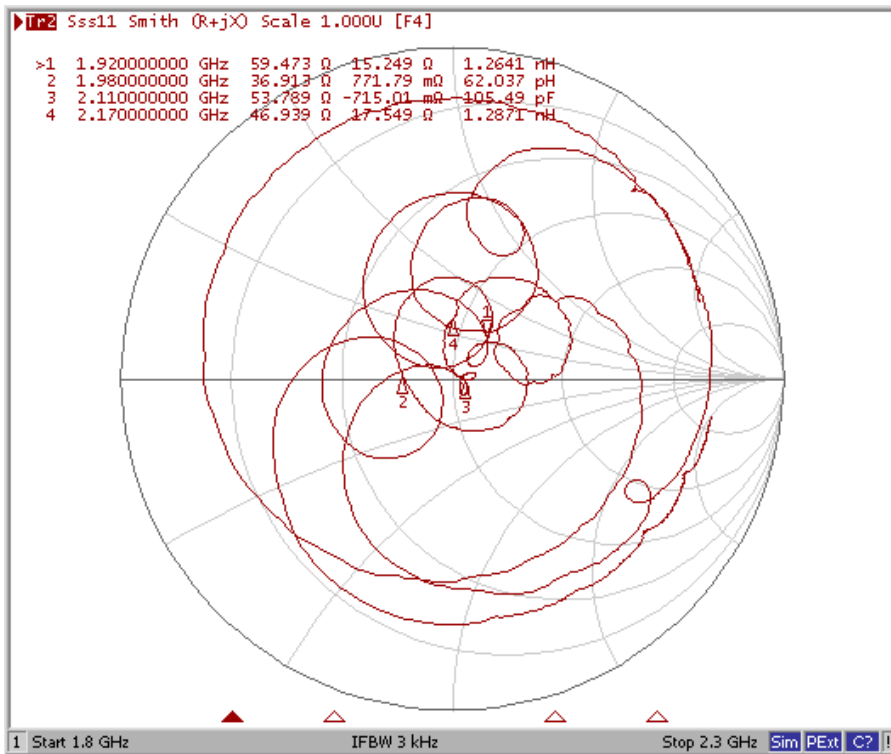 Tr2 Sss11 Smith (R+jX) Scale 1.000U [F4]
>1 1.920000000 GHz 59.473 Ω 15.249 Ω 1.2641 nH
2 1.980000000 GHz 36.913 Ω 771.79 mΩ 62.037 pH
3 2.110000000 GHz 53.789 Ω -715.01 mΩ 105.49 pF
4 2.170000000 GHz 46.939 Ω 17.549 Ω 1.2871 nH
1
4
2
3
1 Start 1.8 GHz IFBW 3 kHz Stop 2.3 GHz Sim PExt C?